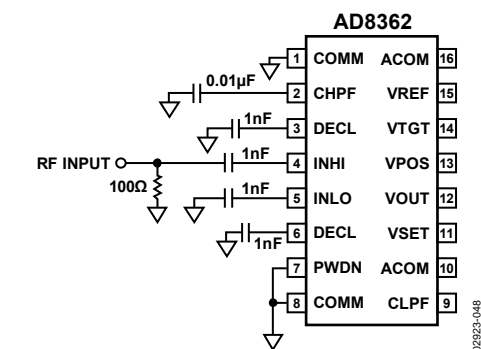 AD8362
1 COMM ACOM 16
0.01µF
2 CHPF VREF 15
1nF
3 DECL VTGT 14
1nF
RF INPUT 4 INHI VPOS 13
100Ω
1nF
5 INLO VOUT 12
6 DECL VSET 11
1nF
7 PWDN ACOM 10
8 COMM CLPF 9
02923-048